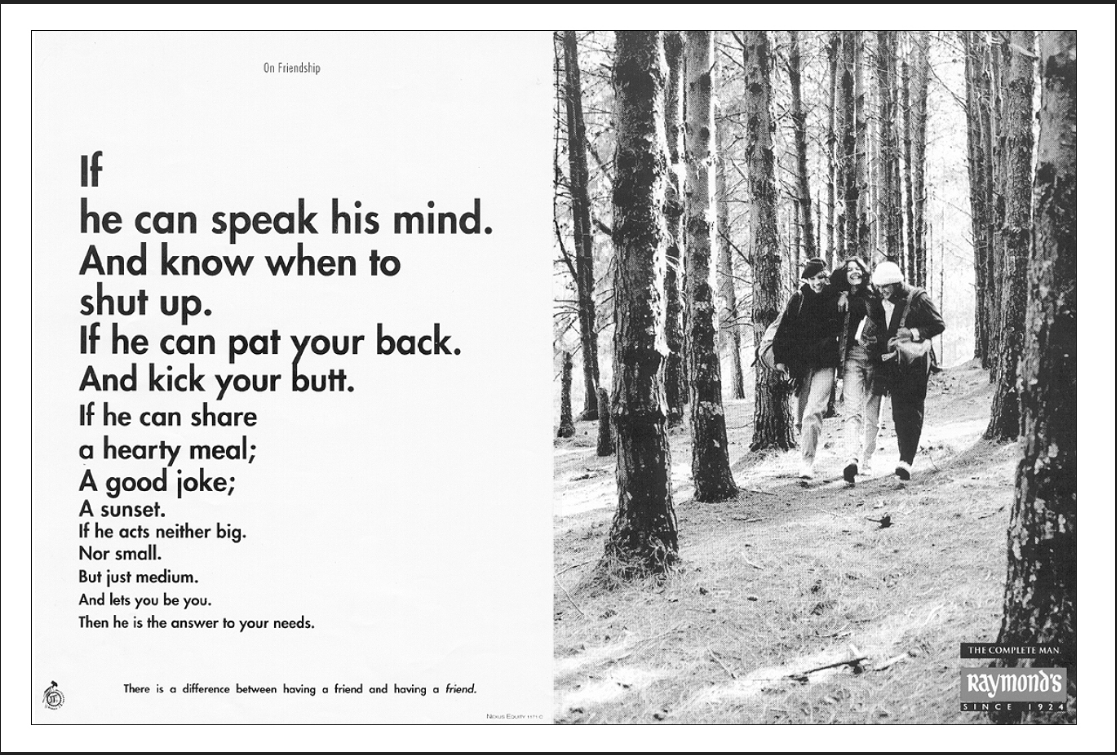 On Friendship
If
he can speak his mind.
And know when to
shut up.
If he can pat your back.
And kick your butt.
If he can share
a hearty meal;
A good joke;
A sunset.
If he acts neither big.
Nor small.
But just medium.
And lets you be you.
Then he is the answer to your needs.
There is a difference between having a friend and having a friend.
Nexus Equity
THE COMPLETE MAN.
Raymond's
SINCE 1924